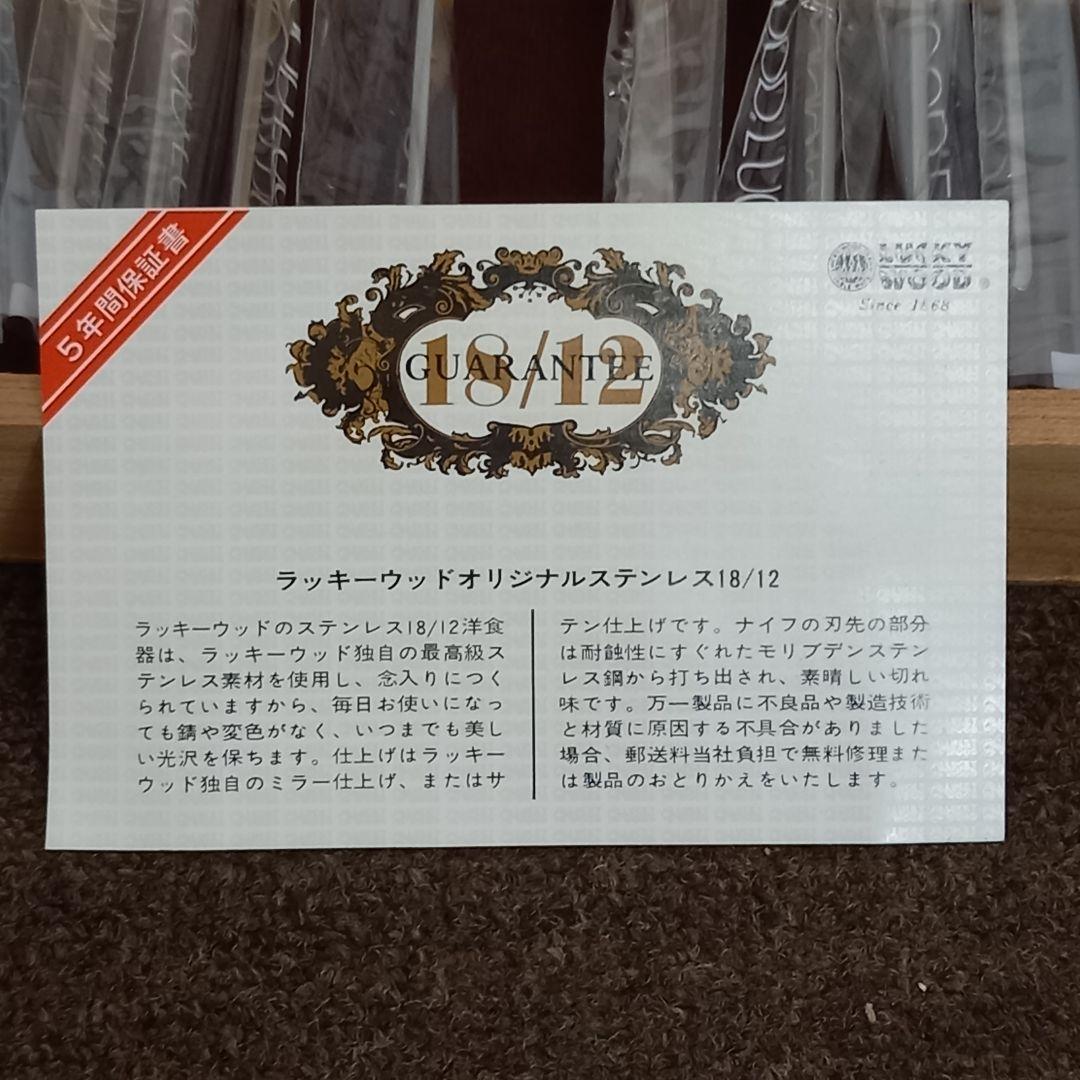 5年間保証書
LUCKY
WOOD®
Since 1868
GUARANTEE
18/12
ラッキーウッドオリジナルステンレス18/12
ラッキーウッドのステンレス18/12洋食
器は、ラッキーウッド独自の最高級ス
テンレス素材を使用し、念入りにつく
られていますから、毎日お使いになっ
ても錆や変色がなく、いつまでも美し
い光沢を保ちます。仕上げはラッキー
ウッド独自のミラー仕上げ、またはサ
テン仕上げです。ナイフの刃先の部分
は耐蝕性にすぐれたモリブデンステン
レス鋼から打ち出され、素晴しい切れ
味です。万一製品に不良品や製造技術
と材質に原因する不具合がありました
場合、郵送料当社負担で無料修理また
は製品のおとりかえをいたします。